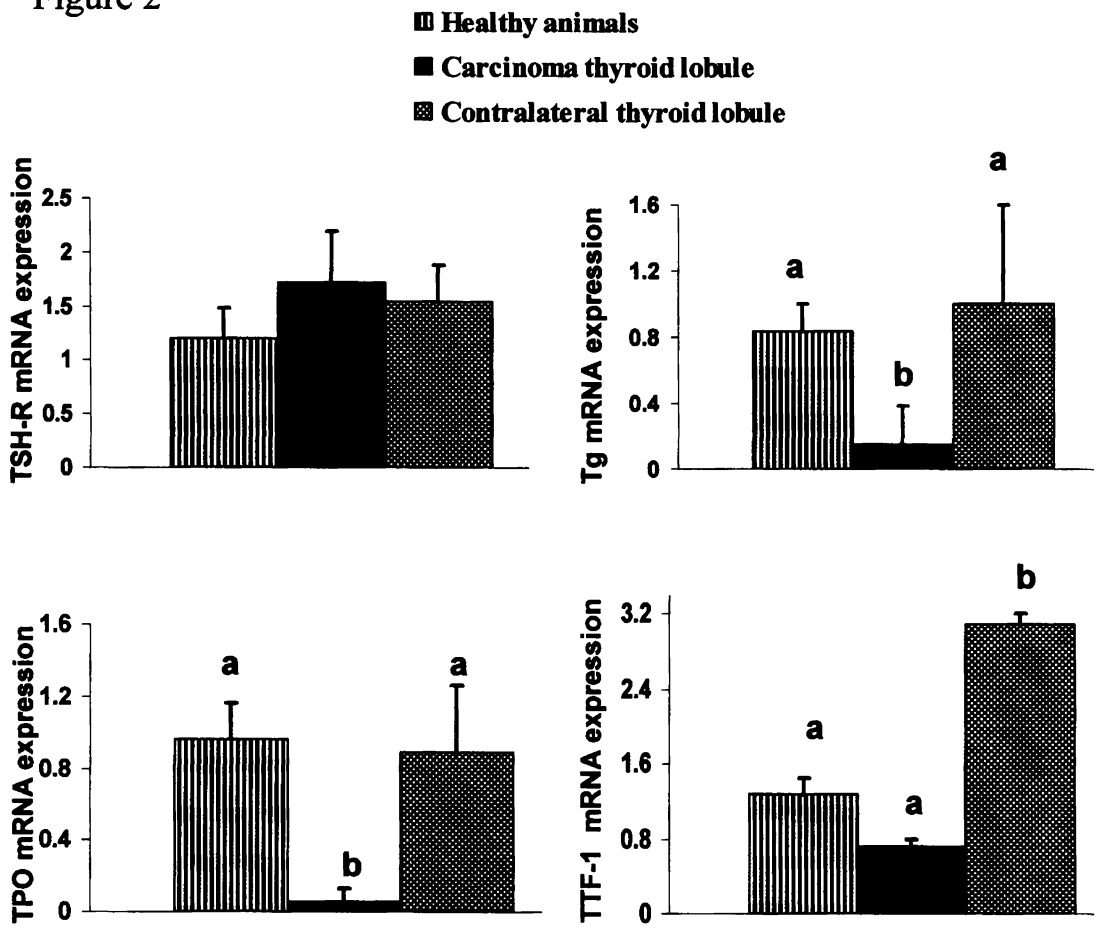 Figure 2
Healthy animals
Carcinoma thyroid lobule
Contralateral thyroid lobule
TSH-R mRNA expression
2.5
2
1.5
1
0.5
0
Tg mRNA expression
1.6
1.2
0.8
0.4
0
a
b
a
TPO mRNA expression
1.6
1.2
0.8
0.4
0
a
b
a
TTF-1 mRNA expression
3.2
2.4
1.6
0.8
0
a
a
b